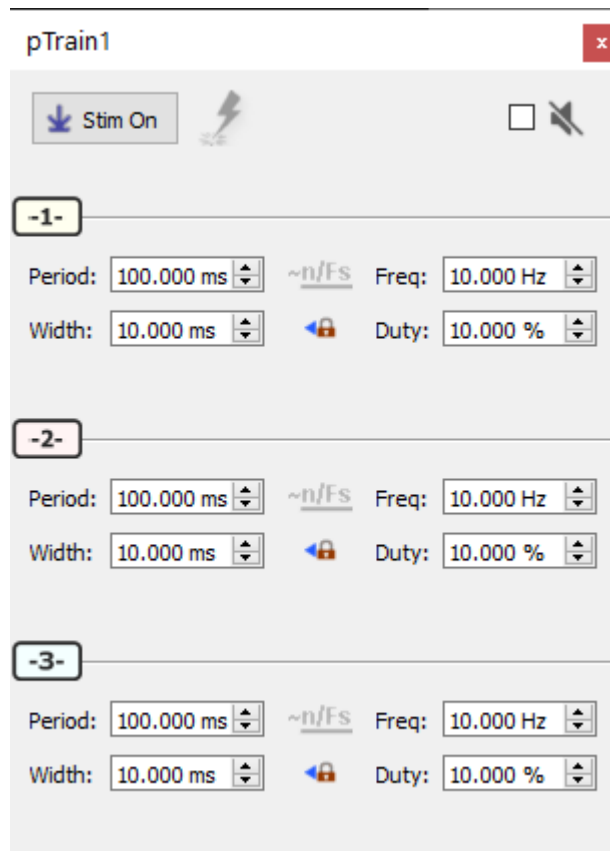 pTrain1
x
Stim On
-1-
Period: 100.000 ms ~n/Fs Freq: 10.000 Hz
Width: 10.000 ms Duty: 10.000 %
-2-
Period: 100.000 ms ~n/Fs Freq: 10.000 Hz
Width: 10.000 ms Duty: 10.000 %
-3-
Period: 100.000 ms ~n/Fs Freq: 10.000 Hz
Width: 10.000 ms Duty: 10.000 %